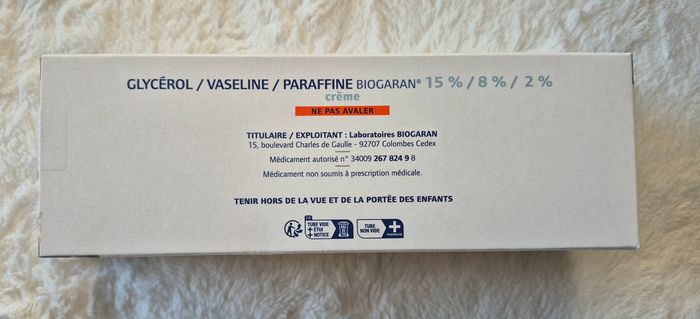 GLYCÉROL / VASELINE / PARAFFINE BIOGARAN® 15 % / 8 % / 2 %
crème
NE PAS AVALER
TITULAIRE / EXPLOITANT : Laboratoires BIOGARAN
15, boulevard Charles de Gaulle - 92707 Colombes Cedex
Médicament autorisé n° 34009 267 824 9 8
Médicament non soumis à prescription médicale.
TENIR HORS DE LA VUE ET DE LA PORTÉE DES ENFANTS
FR
TUBE VIDE
+ ÉTUI
+ NOTICE
TUBE
NON VIDE
PHARMACIE